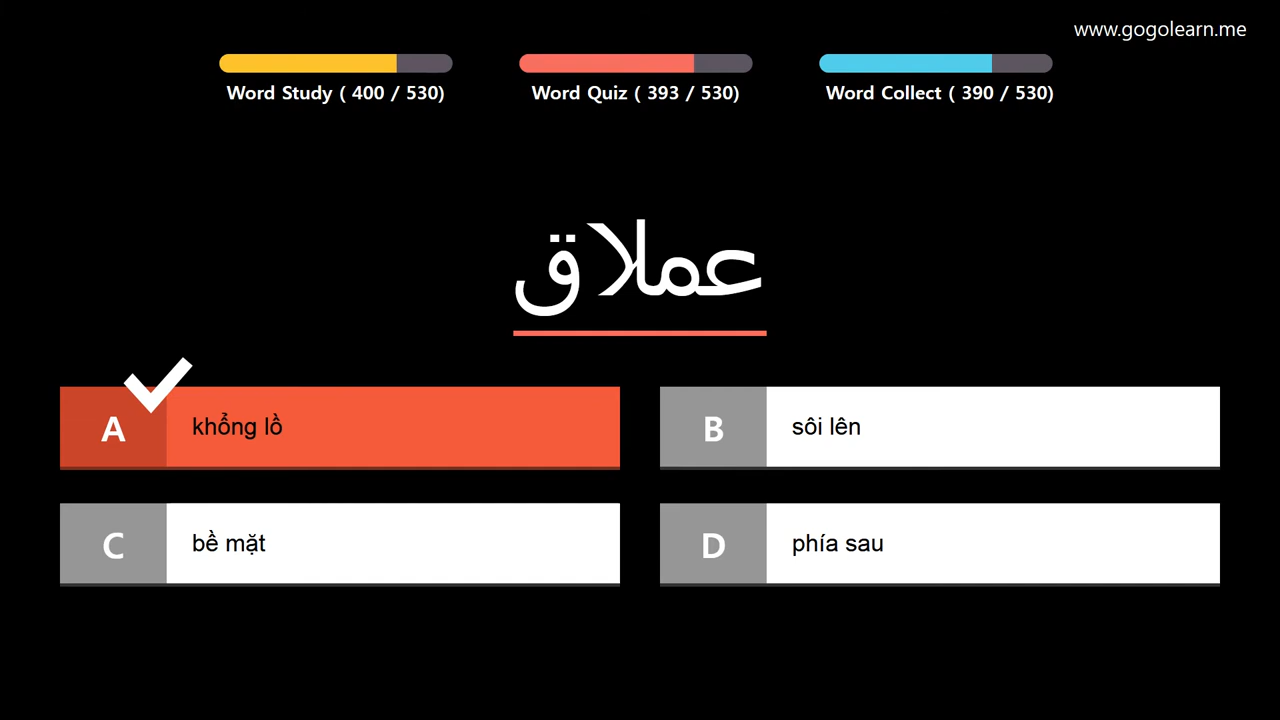 www.gogolearn.me
Word Study ( 400 / 530)
Word Quiz ( 393 / 530)
Word Collect ( 390 / 530)
عملاق
A
khổng lồ
B
sôi lên
C
bề mặt
D
phía sau